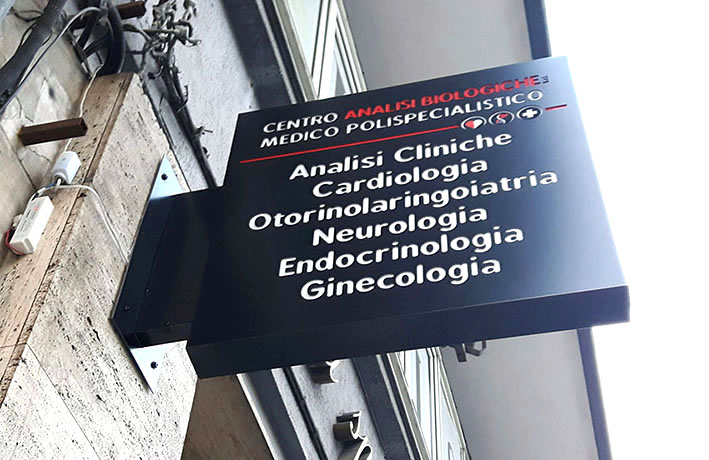 CENTRO ANALISI BIOLOGICHE
MEDICO POLISPECIALISTICO
Analisi Cliniche
Cardiologia
Otorinolaringoiatria
Neurologia
Endocrinologia
Ginecologia